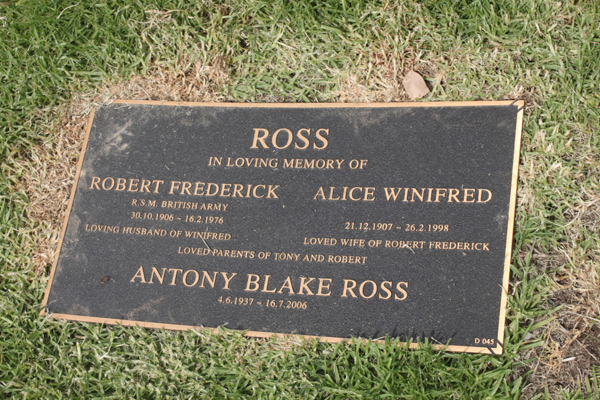 ROSS
IN LOVING MEMORY OF
ROBERT FREDERICK
R.S.M. BRITISH ARMY
30.10.1906 ~ 16.2.1976
LOVING HUSBAND OF WINIFRED
ALICE WINIFRED
21.12.1907 ~ 26.2.1998
LOVED WIFE OF ROBERT FREDERICK
LOVED PARENTS OF TONY AND ROBERT
ANTONY BLAKE ROSS
4.6.1937 ~ 16.7.2006
D 045